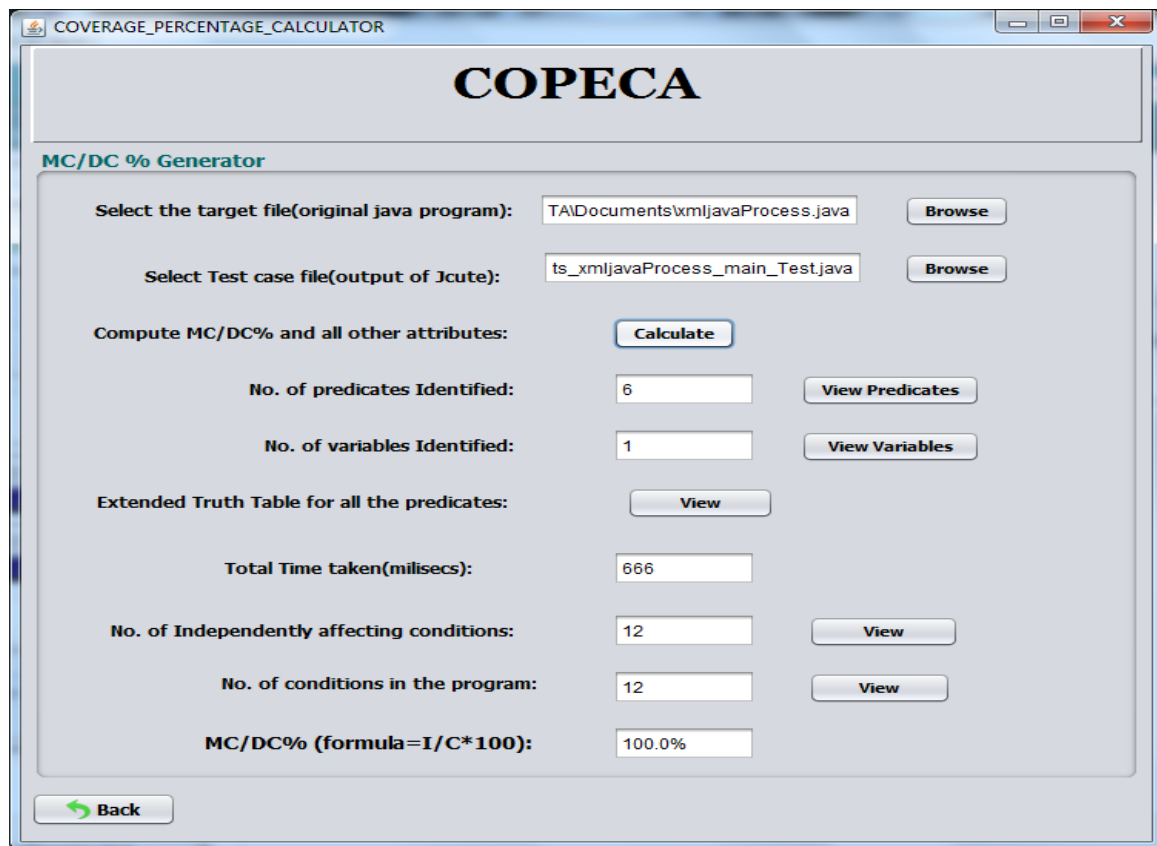 COVERAGE_PERCENTAGE_CALCULATOR
COPECA
MC/DC % Generator
Select the target file(original java program): TA\Documents\xmljavaProcess.java Browse
Select Test case file(output of Jcute): ts_xmljavaProcess_main_Test.java Browse
Compute MC/DC% and all other attributes: Calculate
No. of predicates Identified: 6 View Predicates
No. of variables Identified: 1 View Variables
Extended Truth Table for all the predicates: View
Total Time taken(milisecs): 666
No. of Independently affecting conditions: 12 View
No. of conditions in the program: 12 View
MC/DC% (formula=I/C*100): 100.0%
Back